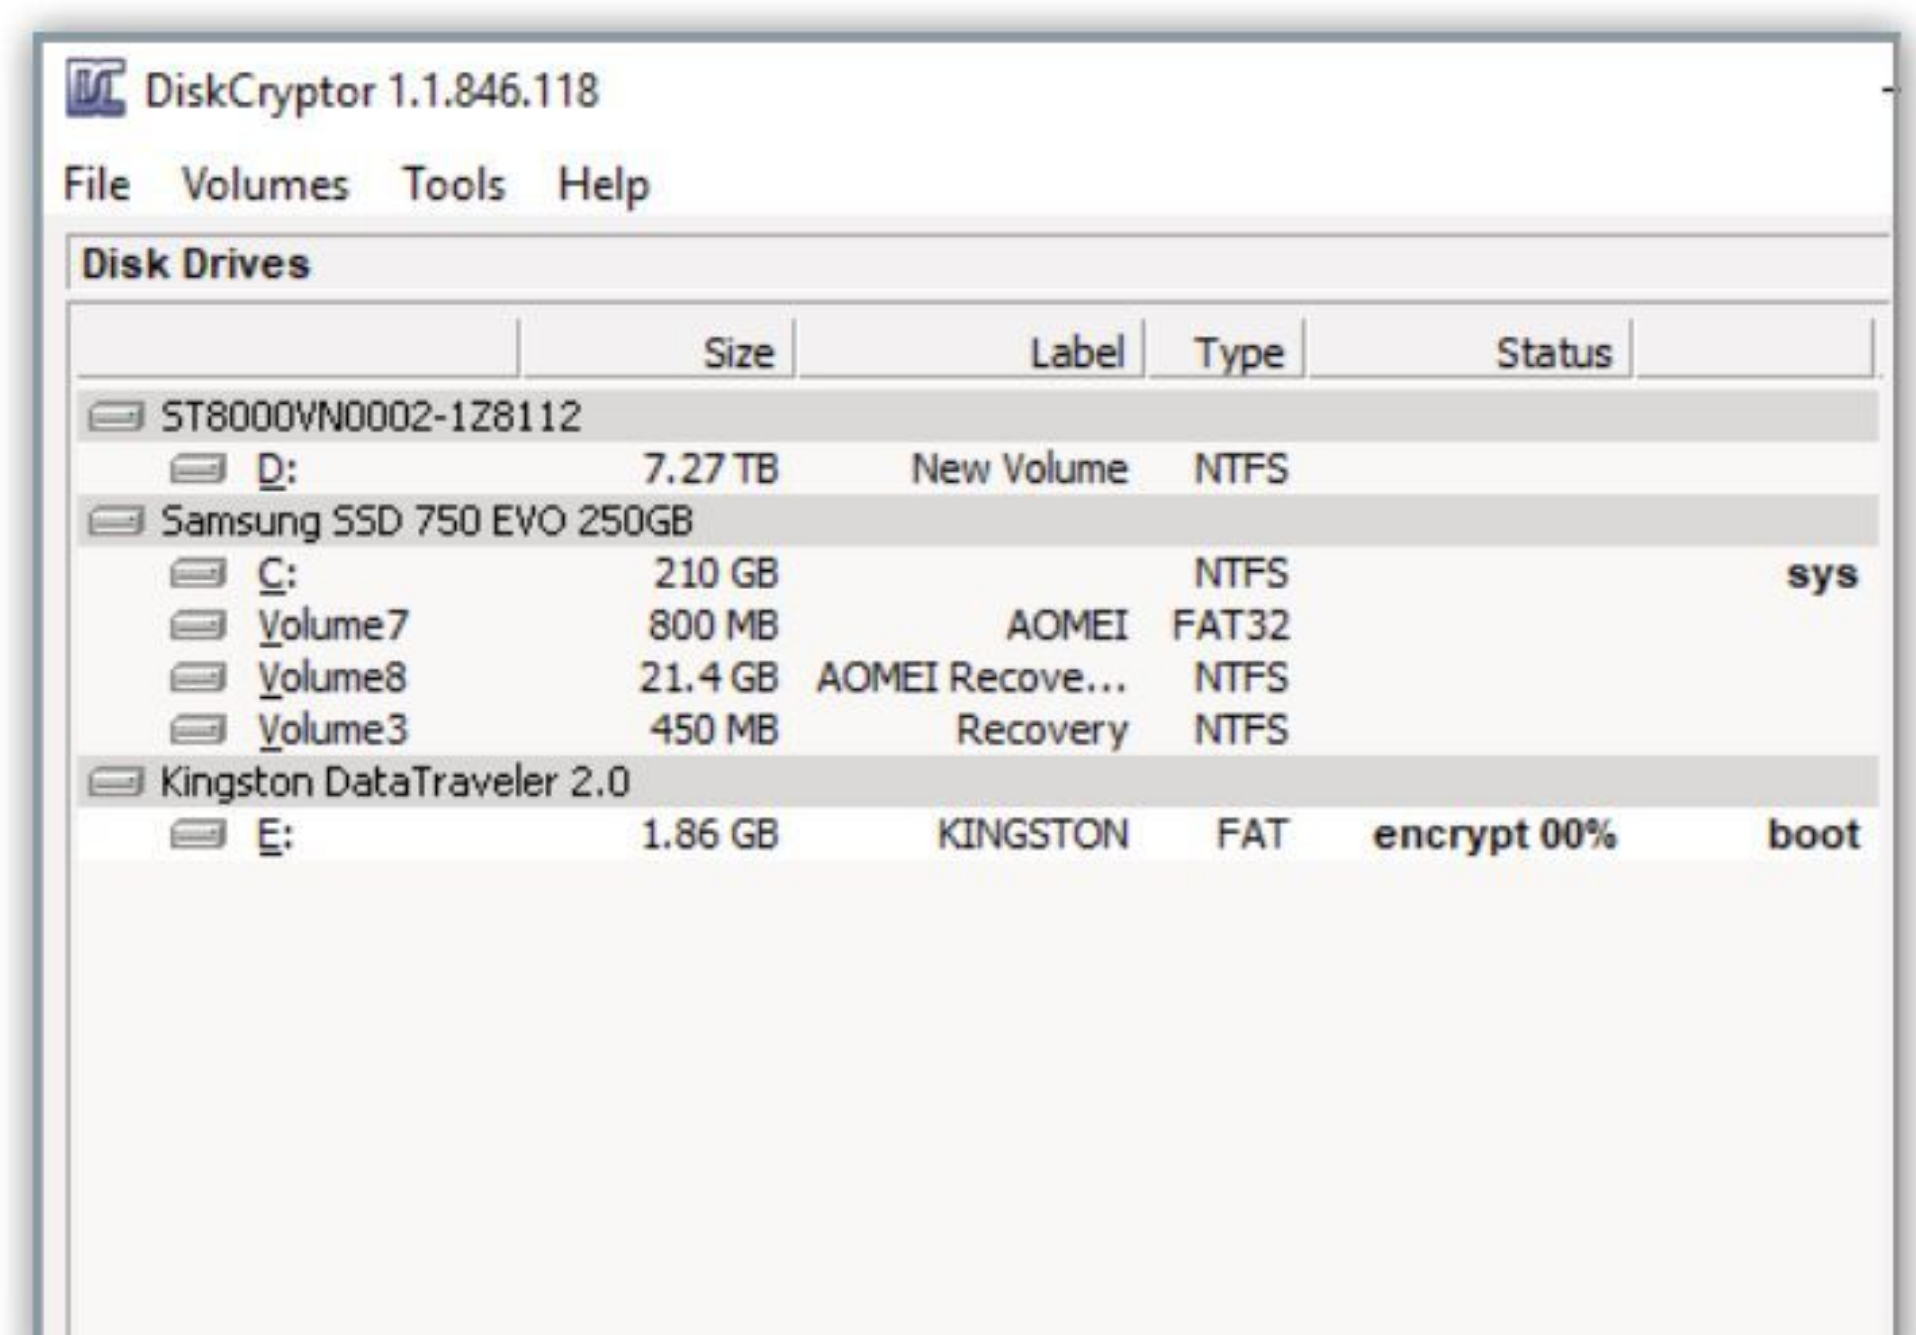 DiskCryptor 1.1.846.118
File Volumes Tools Help
Disk Drives
Size Label Type Status
ST8000VN0002-1Z8112
D: 7.27 TB New Volume NTFS
Samsung SSD 750 EVO 250GB
C: 210 GB NTFS sys
Volume7 800 MB AOMEI FAT32
Volume8 21.4 GB AOMEI Recove... NTFS
Volume3 450 MB Recovery NTFS
Kingston DataTraveler 2.0
E: 1.86 GB KINGSTON FAT encrypt 00% boot